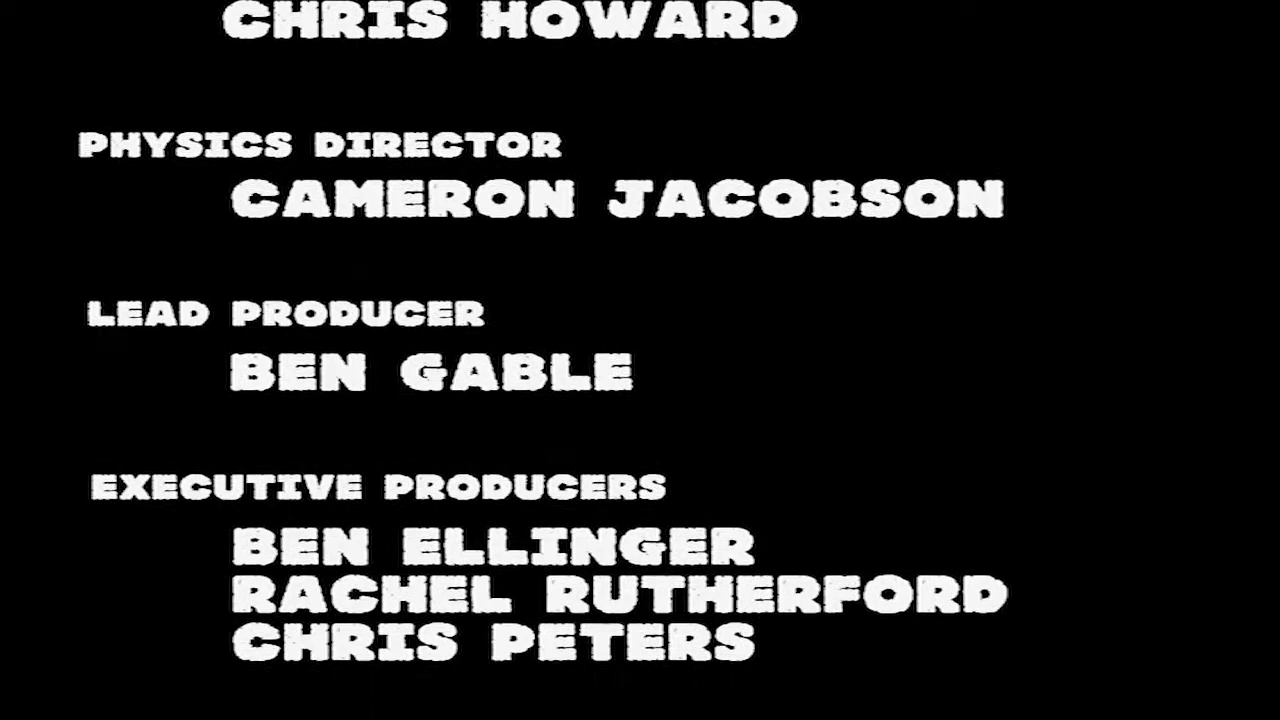 CHRIS HOWARD
PHYSICS DIRECTOR
CAMERON JACOBSON
LEAD PRODUCER
BEN GABLE
EXECUTIVE PRODUCERS
BEN ELLINGER
RACHEL RUTHERFORD
CHRIS PETERS